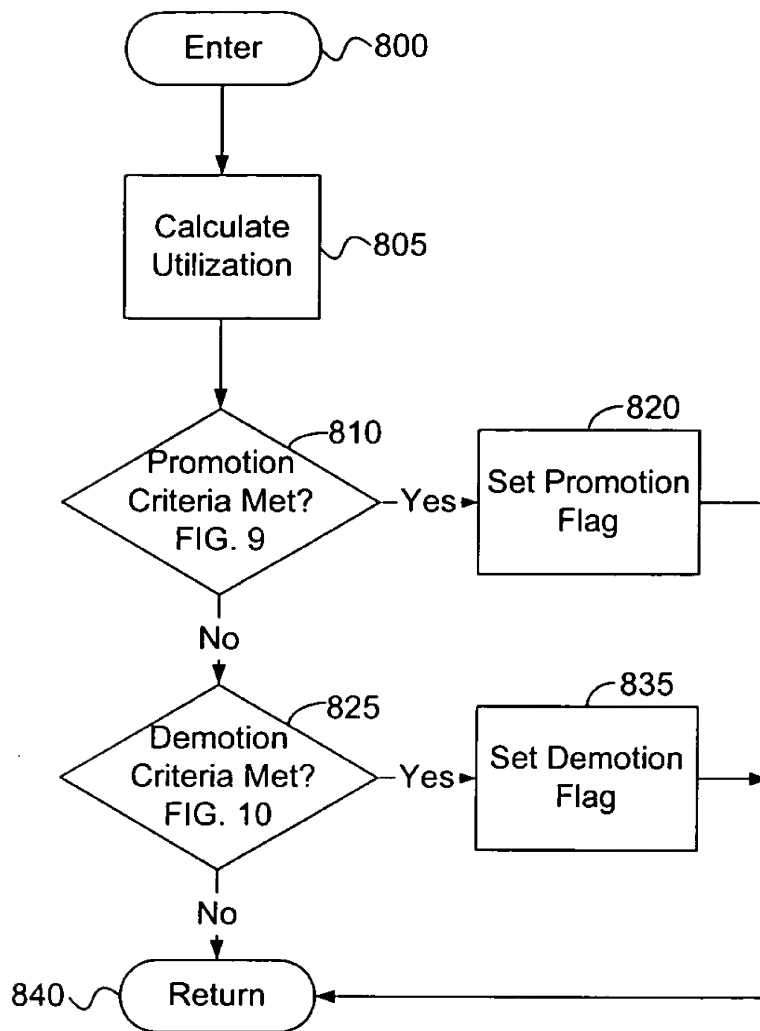 Enter
800
Calculate
Utilization
805
810
Promotion
Criteria Met?
FIG. 9
Yes
820
Set Promotion
Flag
No
825
Demotion
Criteria Met?
FIG. 10
Yes
835
Set Demotion
Flag
No
840
Return